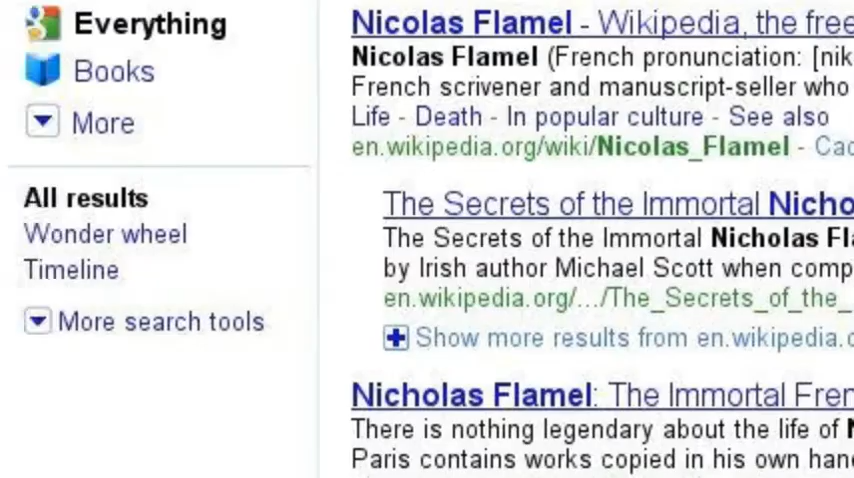 Everything
Books
More
All results
Wonder wheel
Timeline
More search tools
Nicolas Flamel - Wikipedia, the free
Nicolas Flamel (French pronunciation: [nik
French scrivener and manuscript-seller who
Life - Death - In popular culture - See also
en.wikipedia.org/wiki/Nicolas_Flamel - Cac
The Secrets of the Immortal Nicho
The Secrets of the Immortal Nicholas Fla
by Irish author Michael Scott when comp
en.wikipedia.org/.../The_Secrets_of_the_
Show more results from en.wikipedia.o
Nicholas Flamel: The Immortal Fren
There is nothing legendary about the life of N
Paris contains works copied in his own han